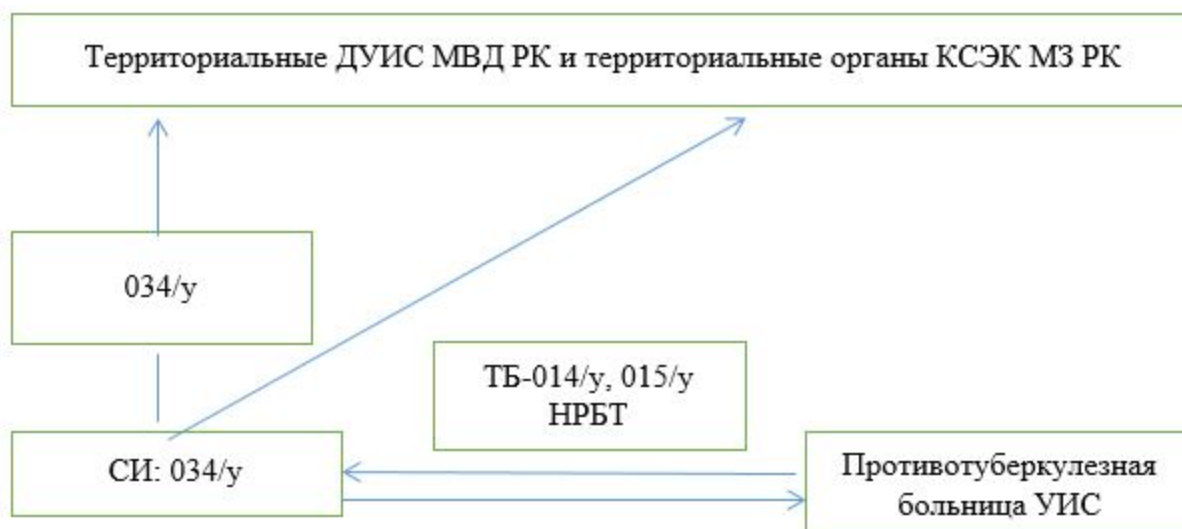 Территориальные ДУИС МВД РК и территориальные органы КСЭК МЗ РК
034/у
ТБ-014/у, 015/у
НРБТ
СИ: 034/у
Противотуберкулезная
больница УИС